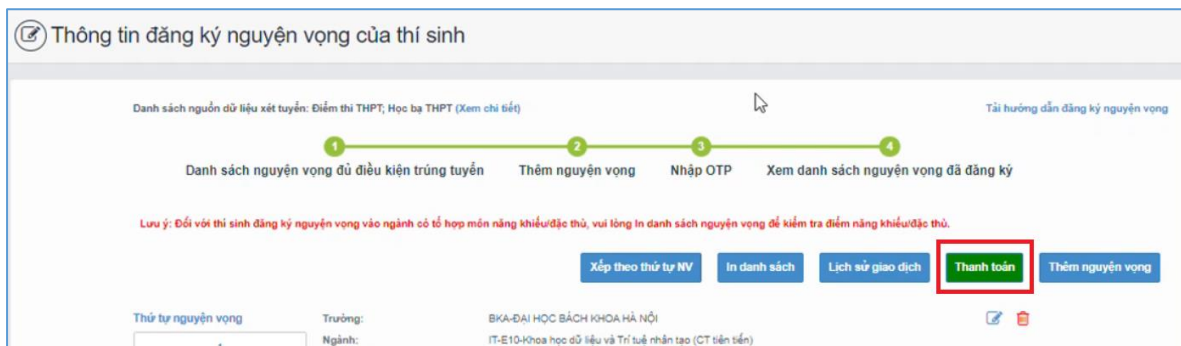 Thông tin đăng ký nguyện vọng của thí sinh
Danh sách nguồn dữ liệu xét tuyển: Điểm thi THPT; Học bạ THPT (Xem chi tiết)
Tải hướng dẫn đăng ký nguyện vọng
1 2 3 4
Danh sách nguyện vọng đủ điều kiện trúng tuyển Thêm nguyện vọng Nhập OTP Xem danh sách nguyện vọng đã đăng ký
Lưu ý: Đối với thí sinh đăng ký nguyện vọng vào ngành có tổ hợp môn năng khiếu/đặc thù, vui lòng In danh sách nguyện vọng để kiểm tra điểm năng khiếu/đặc thù.
Xếp theo thứ tự NV In danh sách Lịch sử giao dịch Thanh toán Thêm nguyện vọng
Thứ tự nguyện vọng Trường: BKA-ĐẠI HỌC BÁCH KHOA HÀ NỘI
Ngành: IT-E10-Khoa học dữ liệu và Trí tuệ nhân tạo (CT tiên tiến)